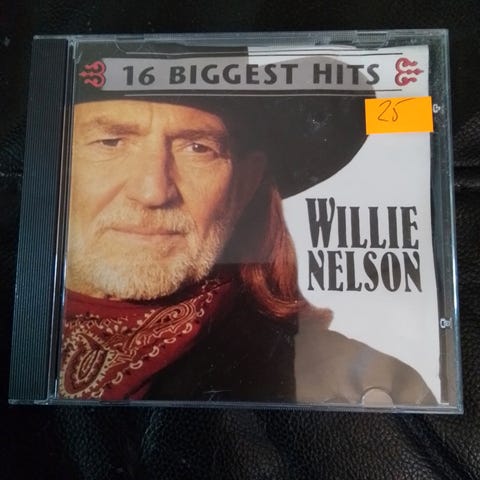 16 BIGGEST HITS
25
WILLIE
NELSON